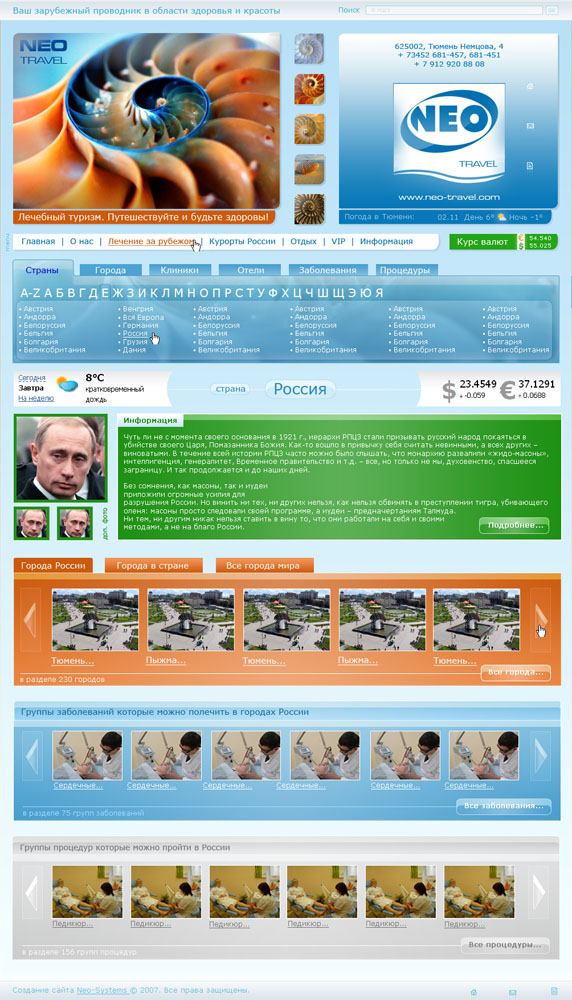 Ваш зарубежный проводник в области здоровья и красоты
Поиск
NEO
TRAVEL
625002, Тюмень Немцова, 4
+ 73452 681-457, 681-451
+ 7 912 920 88 08
NEO
TRAVEL
www.neo-travel.com
Лечебный туризм. Путешествуйте и будьте здоровы!
Погода в Тюмени: 02.11 День 6° Ночь -1°
Главная | О нас | Лечение за рубежом | Курорты России | Отдых | VIP | Информация
Курс валют € 54.540
$ 55.025
Страны Города Клиники Отели Заболевания Процедуры
A-Z А Б В Г Д Е Ж З И К Л М Н О П Р С Т У Ф Х Ц Ч Ш Щ Э Ю Я
• Австрия • Венгрия • Австрия • Австрия • Австрия • Австрия
• Андорра • Вся Европа • Андорра • Андорра • Андорра • Андорра
• Белоруссия • Германия • Белоруссия • Белоруссия • Белоруссия • Белоруссия
• Бельгия • Россия • Бельгия • Бельгия • Бельгия • Бельгия
• Болгария • Грузия • Болгария • Болгария • Болгария • Болгария
• Великобритания • Дания • Великобритания • Великобритания • Великобритания • Великобритания
Сегодня
Завтра
На неделю
8°C
кратковременный
дождь
страна Россия
$ 23.4549
-0.059
€ 37.1291
0.0688
Информация
Чуть ли не с момента своего основания в 1921 г., иерархи РПЦЗ стали призывать русский народ покаяться в
убийстве своего Царя, Помазанника Божия. Как-то вошло в привычку себя считать невинными, а всех других –
виноватыми. В течение всей истории РПЦЗ часто можно было слышать, что монархию развалили «жидо-масоны»,
интеллигенция, генералитет, Временное правительство и т.д. – все, но только не мы, духовенство, спасшееся
заграницу. И так продолжается и до наших дней.
Без сомнения, как масоны, так и иудеи
приложили огромные усилия для
разрушения России. Но винить ни тех, ни других нельзя, как нельзя обвинять в преступлении тигра, убивающего
оленя: масоны просто следовали своей программе, а иудеи – предначертаниям Талмуда.
Ни тем, ни другим никак нельзя ставить в вину то, что они работали на себя и своими
методами, а не на благо России.
Подробнее...
доп. фото
Города России Города в стране Все города мира
Тюмень... Пыжма... Тюмень... Пыжма... Тюмень...
в разделе 230 городов
Все города...
Группы заболеваний которые можно полечить в городах России
Сердечные... Сердечные... Сердечные... Сердечные... Сердечные... Сердечные...
в разделе 75 групп заболеваний
Все заболевания...
Группы процедур которые можно пройти в России
Педикюр... Педикюр... Педикюр... Педикюр... Педикюр... Педикюр...
в разделе 156 групп процедур
Все процедуры...
Создание сайта Neo-Systems © 2007. Все права защищены.